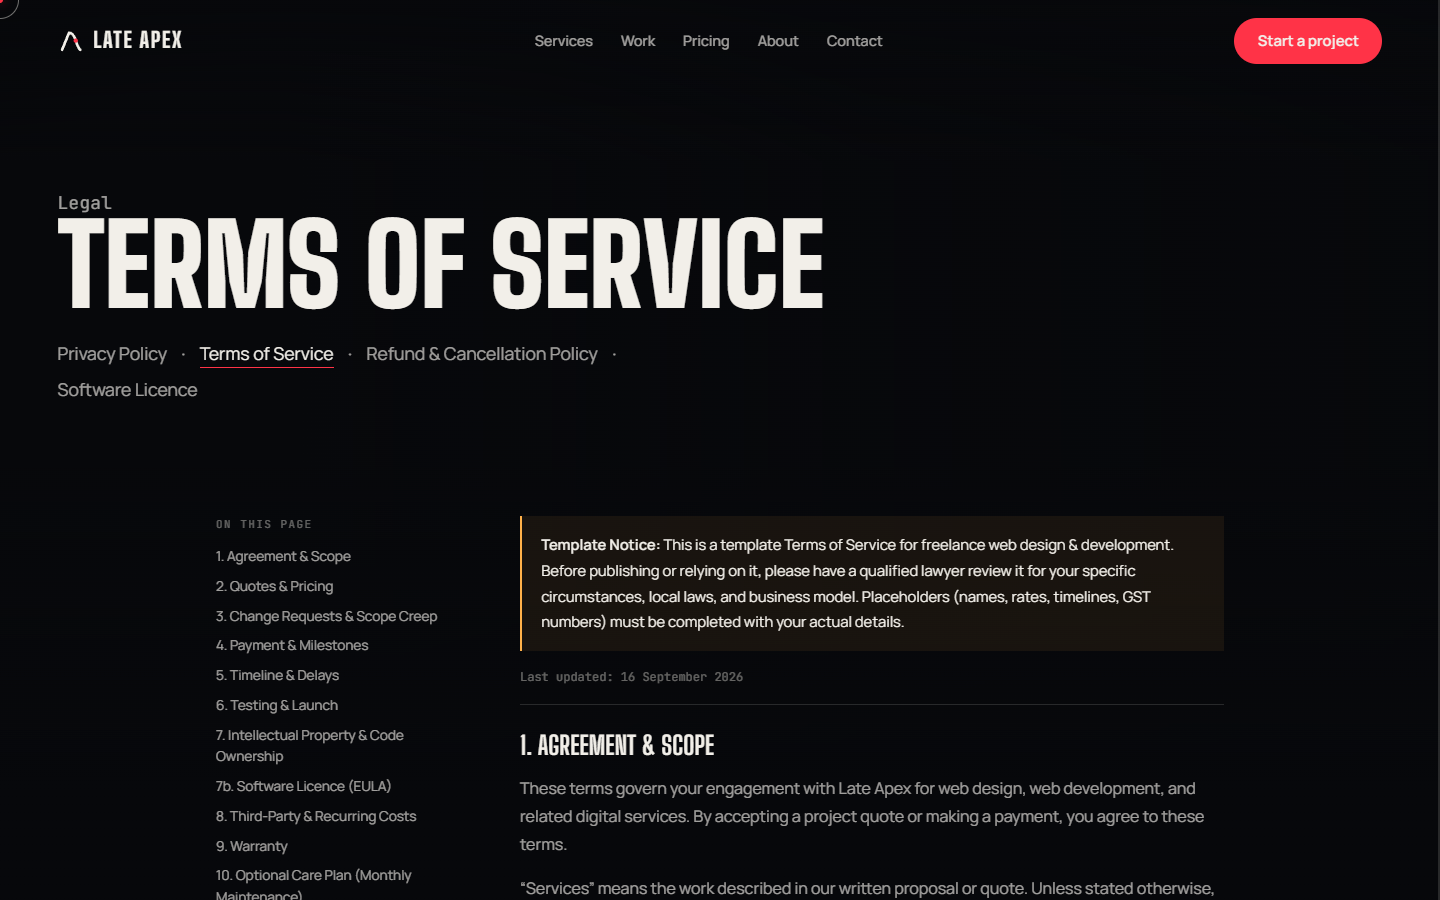 LATE APEX
Services
Work
Pricing
About
Contact
Start a project
Legal
TERMS OF SERVICE
Privacy Policy · Terms of Service · Refund & Cancellation Policy ·
Software Licence
ON THIS PAGE
1. Agreement & Scope
2. Quotes & Pricing
3. Change Requests & Scope Creep
4. Payment & Milestones
5. Timeline & Delays
6. Testing & Launch
7. Intellectual Property & Code
Ownership
7b. Software Licence (EULA)
8. Third-Party & Recurring Costs
9. Warranty
10. Optional Care Plan (Monthly
Maintenance)
Template Notice: This is a template Terms of Service for freelance web design & development.
Before publishing or relying on it, please have a qualified lawyer review it for your specific
circumstances, local laws, and business model. Placeholders (names, rates, timelines, GST
numbers) must be completed with your actual details.
Last updated: 16 September 2026
1. AGREEMENT & SCOPE
These terms govern your engagement with Late Apex for web design, web development, and
related digital services. By accepting a project quote or making a payment, you agree to these
terms.
“Services” means the work described in our written proposal or quote. Unless stated otherwise,